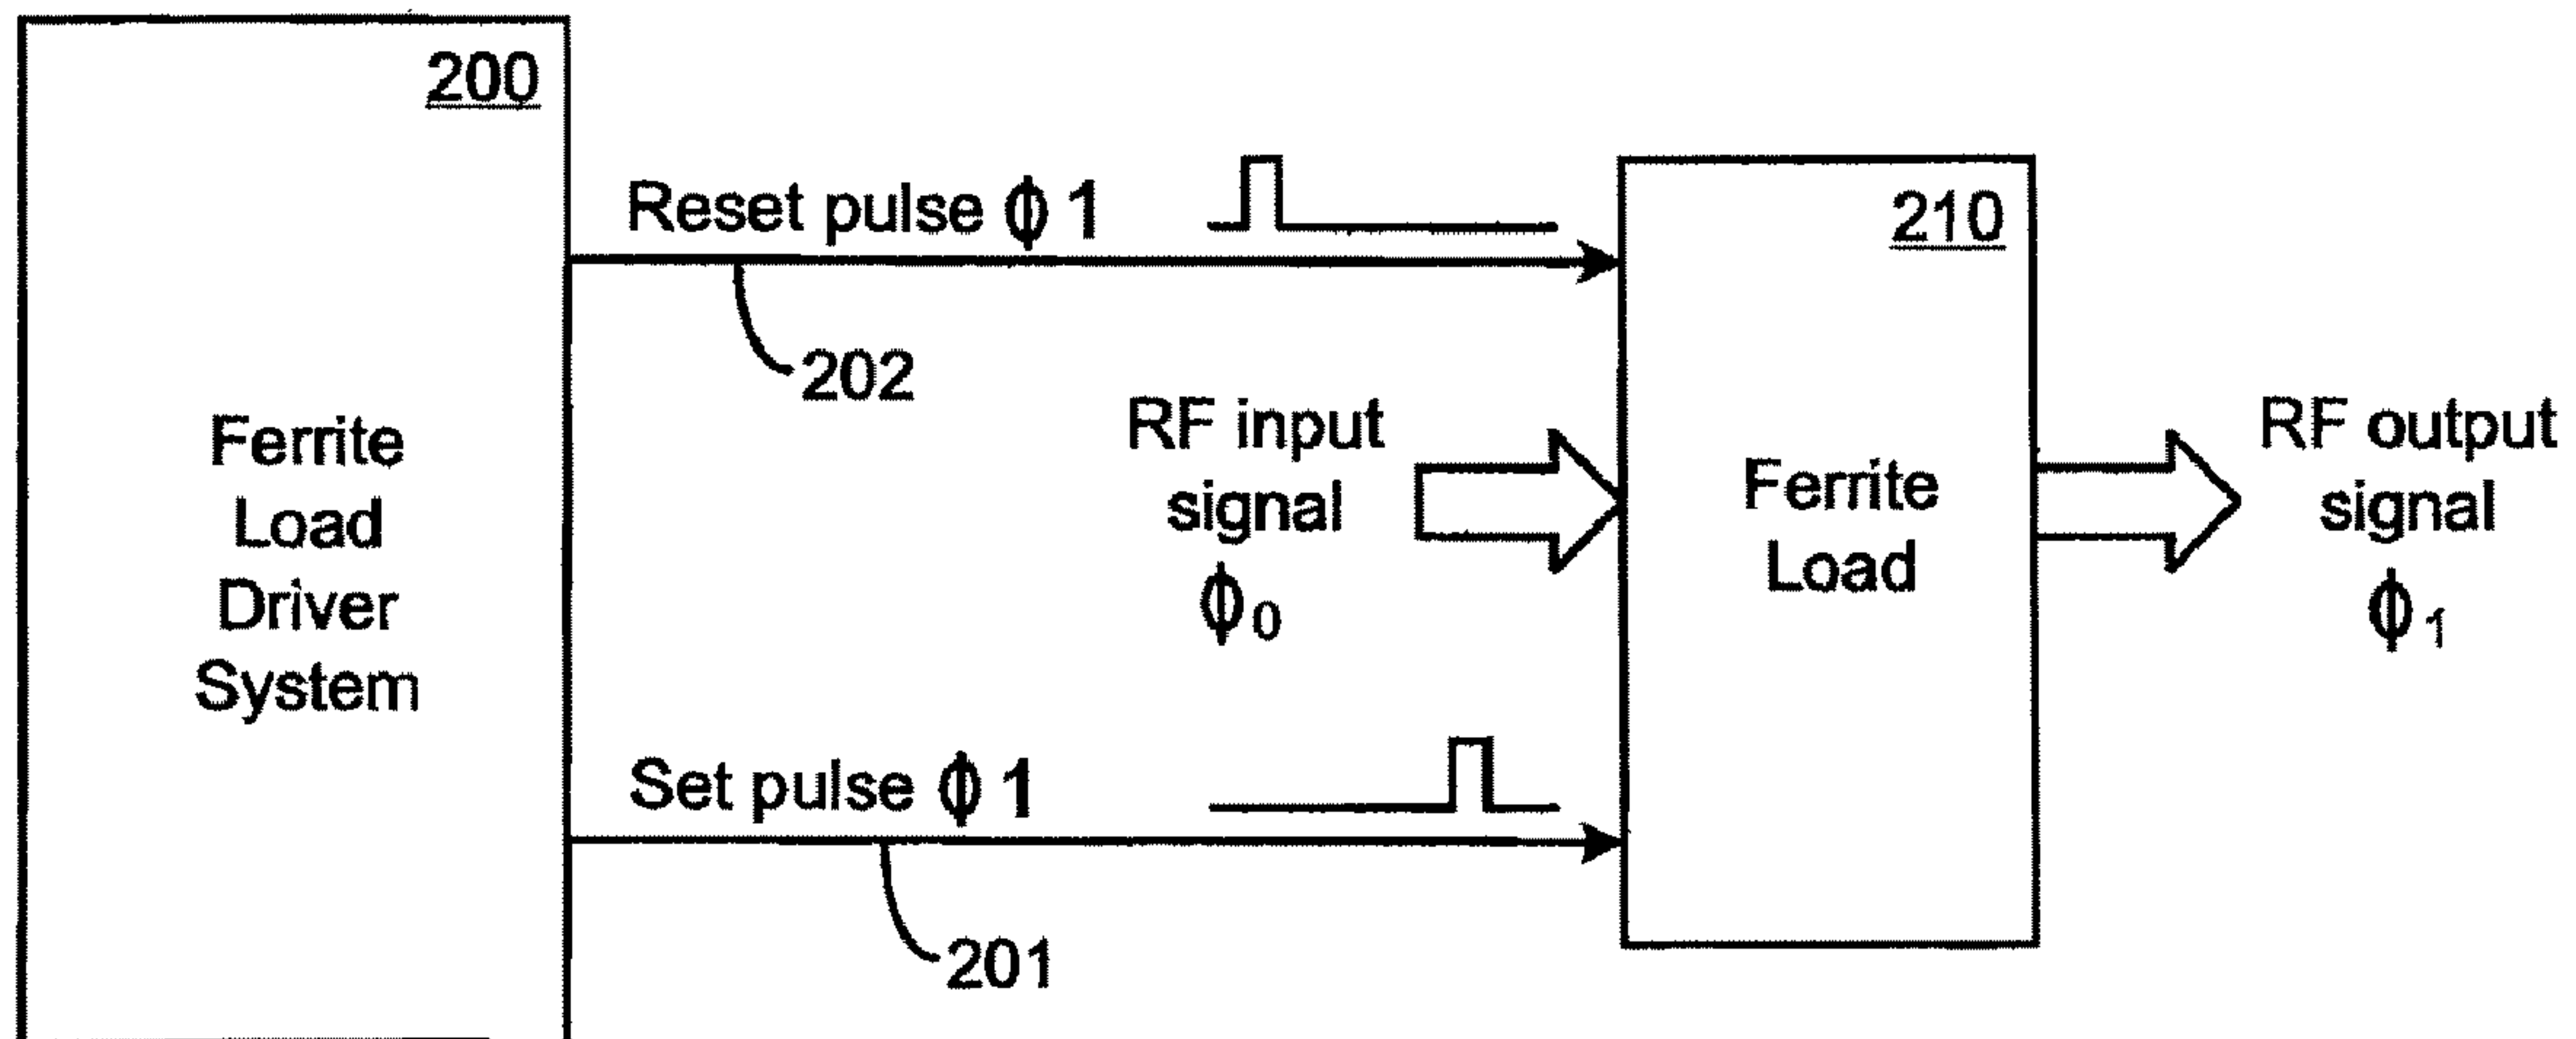 200
Ferrite
Load
Driver
System
Reset pulse ϕ 1
202
RF input
signal
ϕ₀
Set pulse ϕ 1
201
210
Ferrite
Load
RF output
signal
ϕ₁